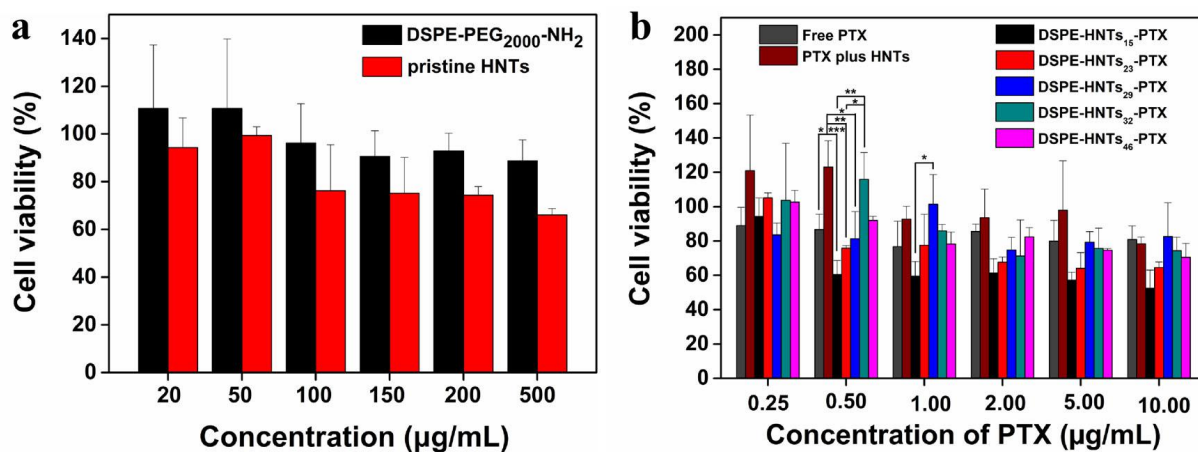 a
DSPE-PEG2000-NH2
pristine HNTs
140
120
100
80
60
40
20
0
Cell viability (%)
20 50 100 150 200 500
Concentration (µg/mL)
b
Free PTX
PTX plus HNTs
DSPE-HNTs15-PTX
DSPE-HNTs23-PTX
DSPE-HNTs29-PTX
DSPE-HNTs32-PTX
DSPE-HNTs46-PTX
200
180
160
140
120
100
80
60
40
20
0
Cell viability (%)
**
*
*
**
* ***
*
0.25 0.50 1.00 2.00 5.00 10.00
Concentration of PTX (µg/mL)